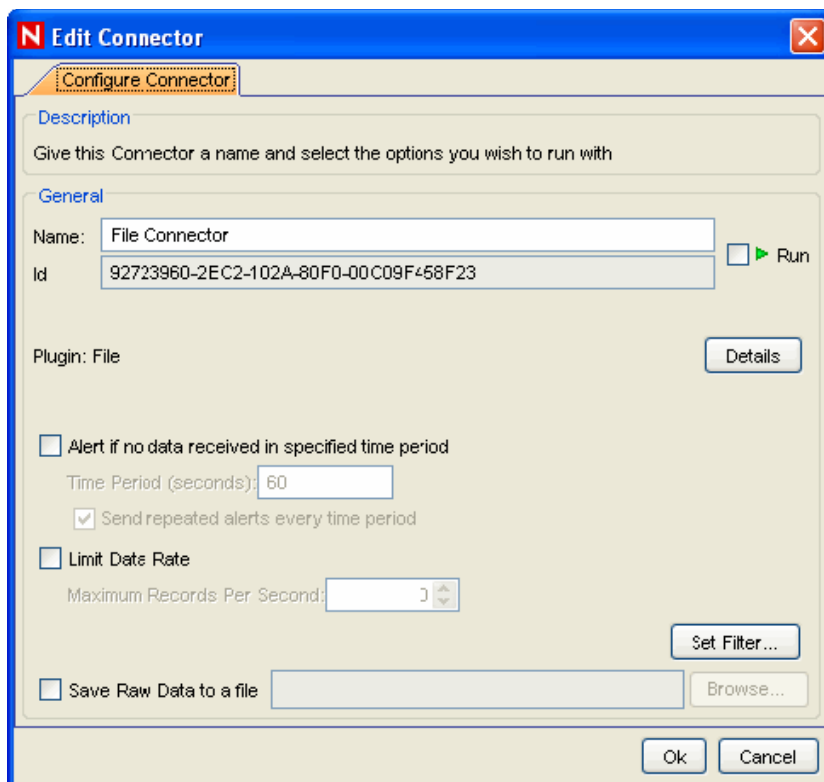 N Edit Connector
Configure Connector
Description
Give this Connector a name and select the options you wish to run with
General
Name: File Connector
Run
Id 92723960-2EC2-102A-80F0-00C09F458F23
Plugin: File Details
Alert if no data received in specified time period
Time Period (seconds): 60
Send repeated alerts every time period
Limit Data Rate
Maximum Records Per Second: 0
Set Filter...
Save Raw Data to a file Browse...
Ok Cancel